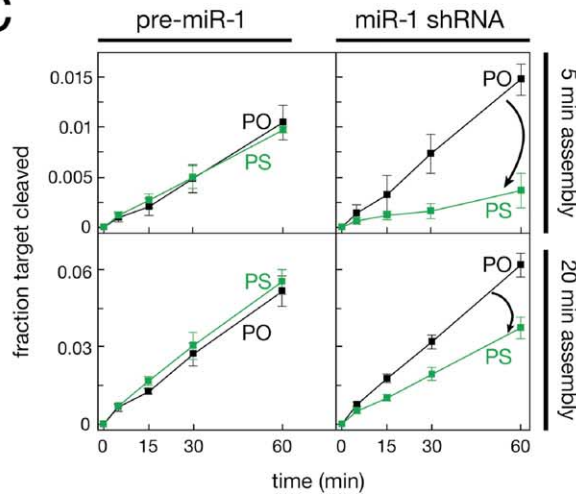 C
pre-miR-1
miR-1 shRNA
fraction target cleaved
0.015
0.01
0.005
0
PO
PS
PO
PS
5 min assembly
0.06
0.03
0
PS
PO
PO
PS
20 min assembly
0 15 30 60
0 15 30 60
time (min)